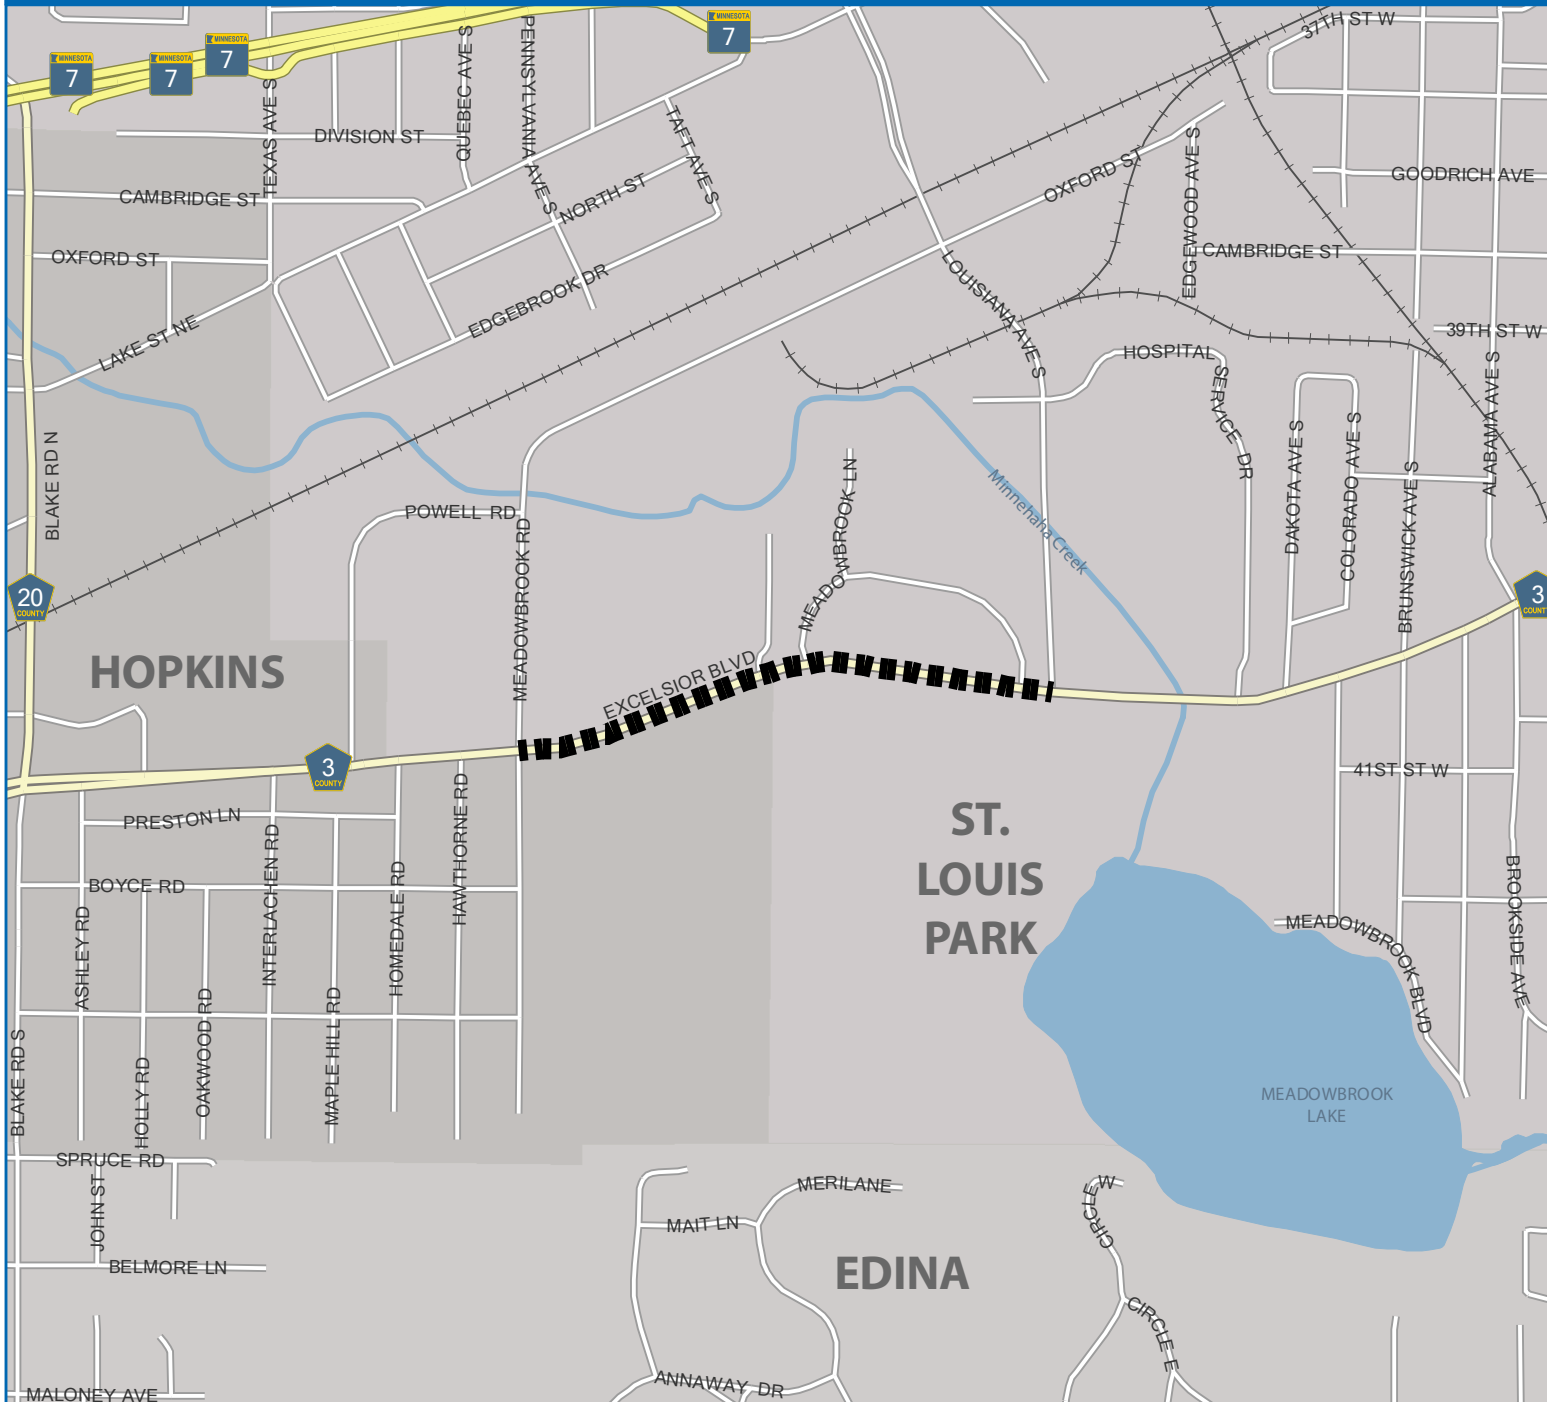 37TH ST W
MINNESOTA
7
MINNESOTA
7
MINNESOTA
7
MINNESOTA
7
TEXAS AVE S
QUEBEC AVE S
PENNSYLVANIA AVE S
TAFT AVE S
DIVISION ST
CAMBRIDGE ST
NORTH ST
OXFORD ST
EDGEWOOD AVE S
GOODRICH AVE
OXFORD ST
CAMBRIDGE ST
EDGEBROOK DR
LOUISIANA AVE S
LAKE ST NE
39TH ST W
HOSPITAL
SERVICE DR
ALABAMA AVE S
BLAKE RD N
DAKOTA AVE S
COLORADO AVE S
BRUNSWICK AVE S
MEADOWBROOK LN
Minnehaha Creek
POWELL RD
MEADOWBROOK RD
20
COUNTY
3
COUNT
HOPKINS
EXCELSIOR BLVD
3
COUNTY
41ST ST W
PRESTON LN
ST.
LOUIS
PARK
BOYCE RD
INTERLACHEN RD
HOMEDALE RD
HAWTHORNE RD
BROOKSIDE AVE
ASHLEY RD
MEADOWBROOK BLVD
OAKWOOD RD
MAPLE HILL RD
BLAKE RD S
HOLLY RD
MEADOWBROOK
LAKE
SPRUCE RD
JOHN ST
MERILANE
CIRCLE W
MAIT LN
BELMORE LN
EDINA
CIRCLE E
MALONEY AVE
ANNAWAY DR